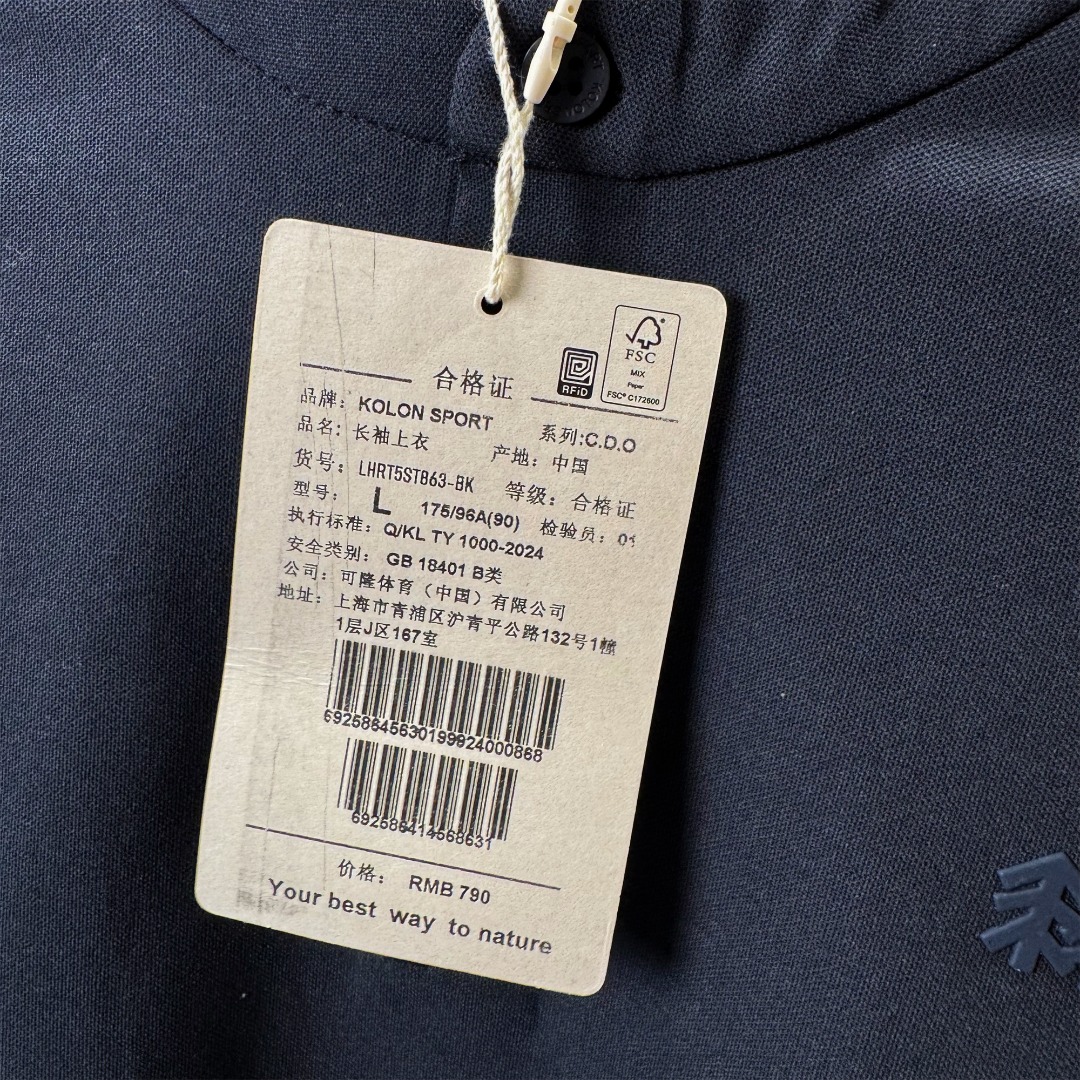 FSC
MIX
Paper
FSC® C172600
RFiD
合格证
品牌: KOLON SPORT
系列:C.D.O
品名: 长袖上衣
产地: 中国
货号: LHRT5STB63-BK
等级: 合格证
型号: L 175/96A(90)
检验员: 01
执行标准: Q/KL TY 1000-2024
安全类别: GB 18401 B类
公司: 可隆体育（中国）有限公司
地址: 上海市青浦区沪青平公路132号1幢
1层J区167室
69258845630199924000868
692586414568631
价格: RMB 790
Your best way to nature